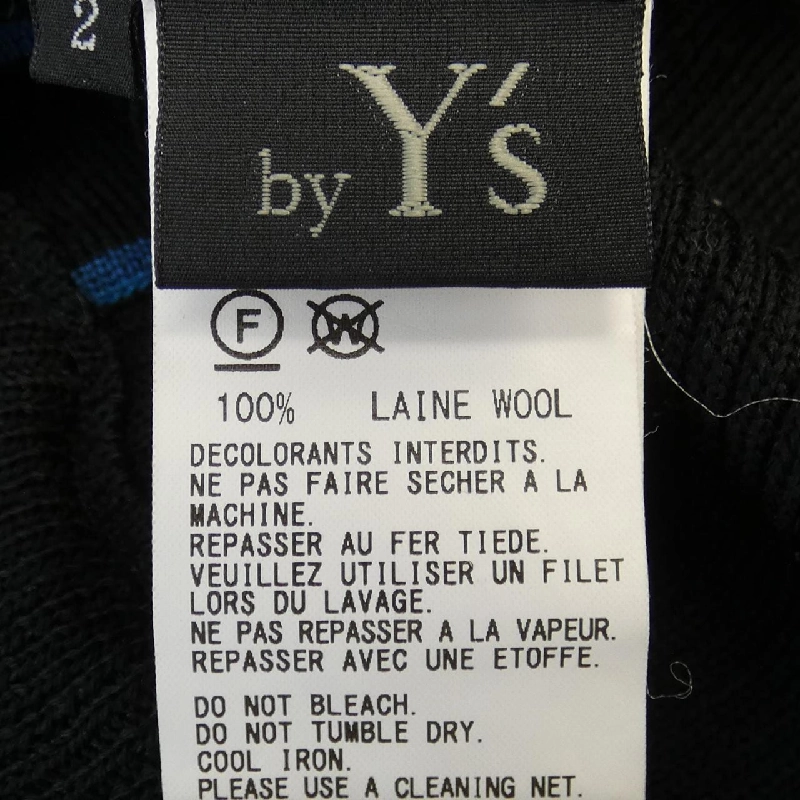 2
by Y's
F W
100% LAINE WOOL
DECOLORANTS INTERDITS.
NE PAS FAIRE SECHER A LA
MACHINE.
REPASSER AU FER TIEDE.
VEUILLEZ UTILISER UN FILET
LORS DU LAVAGE.
NE PAS REPASSER A LA VAPEUR.
REPASSER AVEC UNE ETOFFE.
DO NOT BLEACH.
DO NOT TUMBLE DRY.
COOL IRON.
PLEASE USE A CLEANING NET.